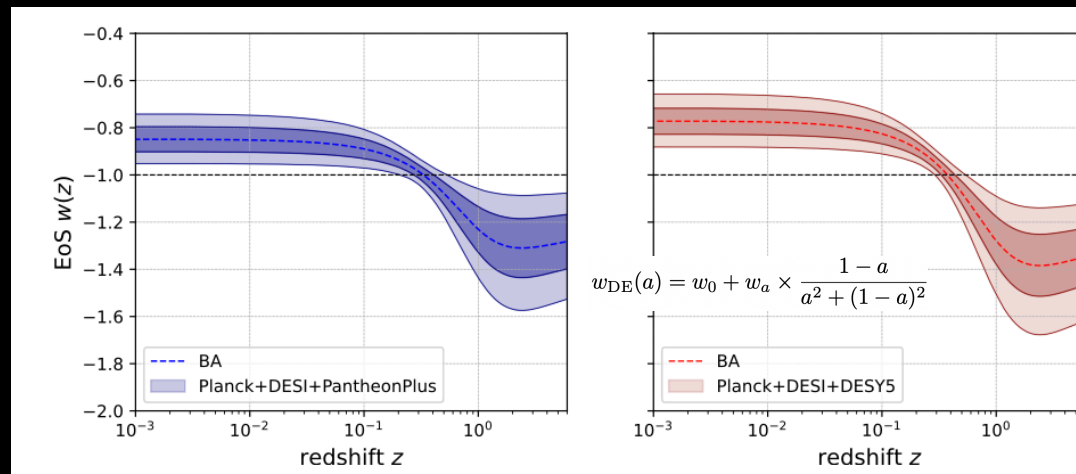 −0.4
−0.6
−0.8
−1.0
−1.2
−1.4
−1.6
−1.8
−2.0
EoS w(z)
10⁻³ 10⁻² 10⁻¹ 10⁰
redshift z
BA
Planck+DESI+PantheonPlus
w_DE(a) = w₀ + w_a × (1 − a) / (a² + (1 − a)²)
BA
Planck+DESI+DESY5
10⁻³ 10⁻² 10⁻¹ 10⁰
redshift z